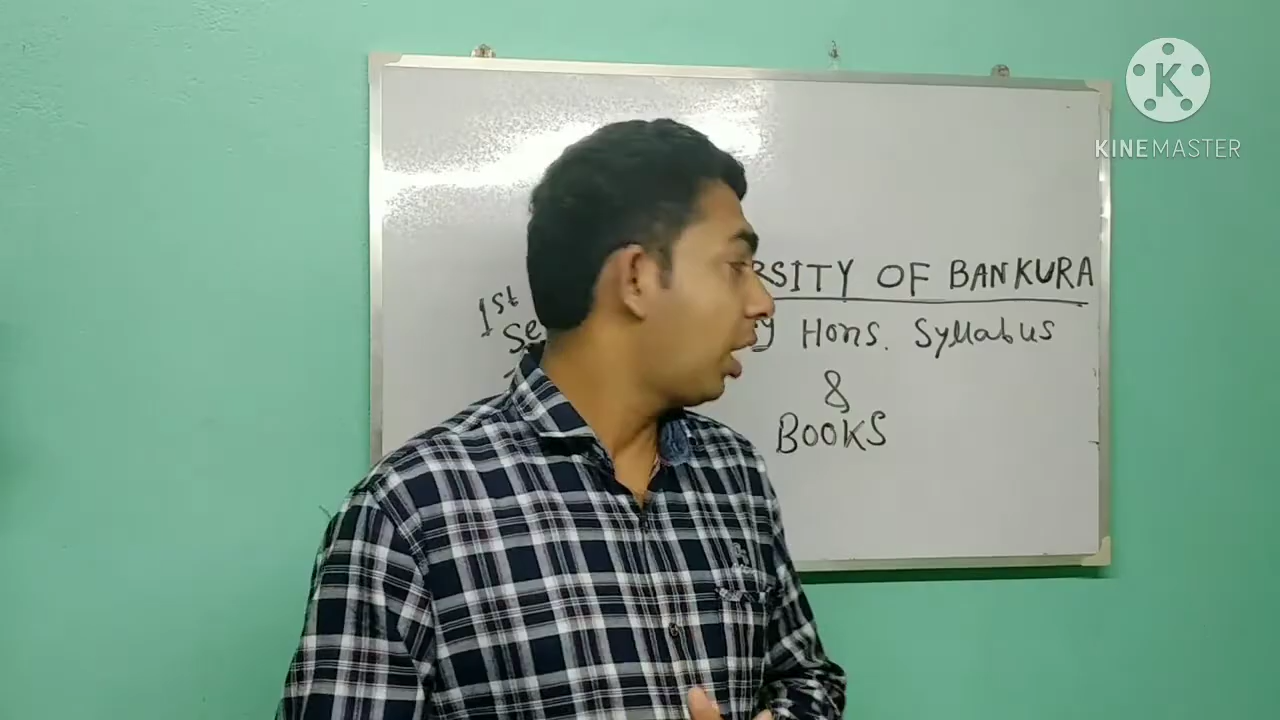 KINEMASTER
RSITY OF BANKURA
1st
Se
y Hons. Syllabus
&
BOOKS